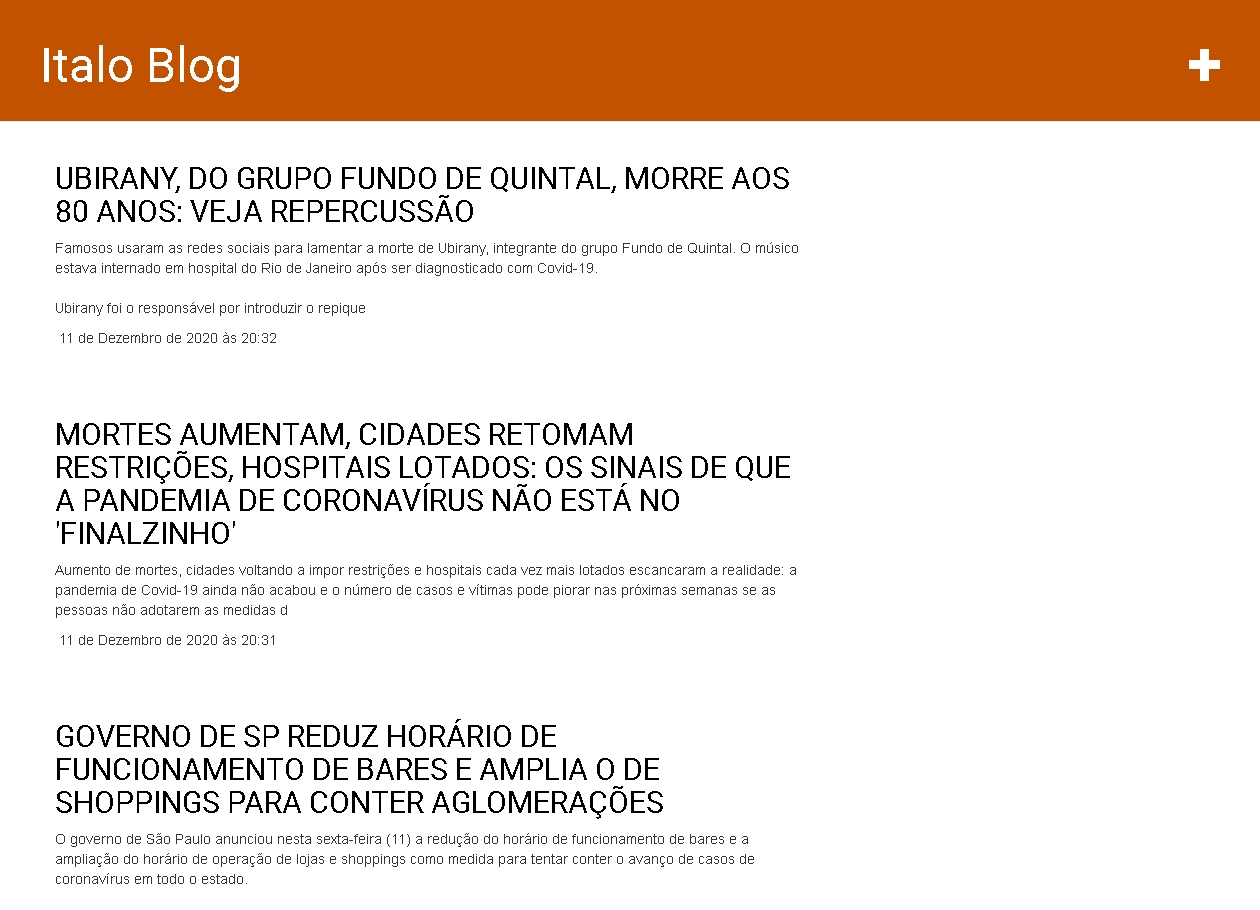 Italo Blog
UBIRANY, DO GRUPO FUNDO DE QUINTAL, MORRE AOS
80 ANOS: VEJA REPERCUSSÃO
Famosos usaram as redes sociais para lamentar a morte de Ubirany, integrante do grupo Fundo de Quintal. O músico
estava internado em hospital do Rio de Janeiro após ser diagnosticado com Covid-19.
Ubirany foi o responsável por introduzir o repique
11 de Dezembro de 2020 às 20:32
MORTES AUMENTAM, CIDADES RETOMAM
RESTRIÇÕES, HOSPITAIS LOTADOS: OS SINAIS DE QUE
A PANDEMIA DE CORONAVÍRUS NÃO ESTÁ NO
'FINALZINHO'
Aumento de mortes, cidades voltando a impor restrições e hospitais cada vez mais lotados escancaram a realidade: a
pandemia de Covid-19 ainda não acabou e o número de casos e vítimas pode piorar nas próximas semanas se as
pessoas não adotarem as medidas d
11 de Dezembro de 2020 às 20:31
GOVERNO DE SP REDUZ HORÁRIO DE
FUNCIONAMENTO DE BARES E AMPLIA O DE
SHOPPINGS PARA CONTER AGLOMERAÇÕES
O governo de São Paulo anunciou nesta sexta-feira (11) a redução do horário de funcionamento de bares e a
ampliação do horário de operação de lojas e shoppings como medida para tentar conter o avanço de casos de
coronavírus em todo o estado.